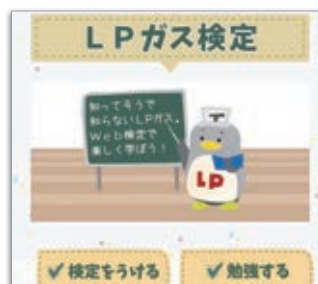 LPガス検定
知ってそうで
知らないLPガス。
Web検定で
楽しく学ぼう！
LP
検定をうける
勉強する